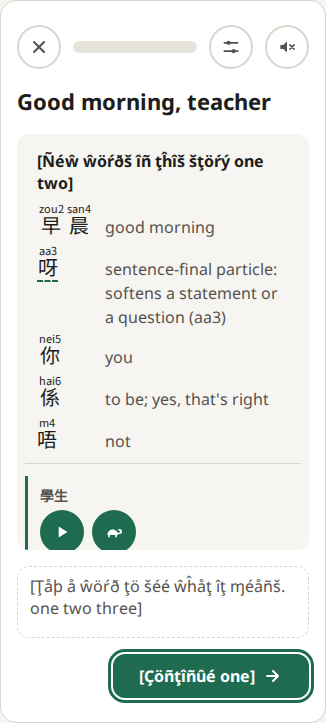 Good morning, teacher
[Ñéŵ ŵöŕðš îñ ţĥîš šţöŕý one
two]
zou2 san4
早 晨 good morning
aa3
呀 sentence-final particle:
softens a statement or
a question (aa3)
nei5
你 you
hai6
係 to be; yes, that's right
m4
唔 not
學生
[Ţåþ å ŵöŕð ţö šéé ŵĥåţ îţ ɱéåñš.
one two three]
[Çöñţîñûé one] →